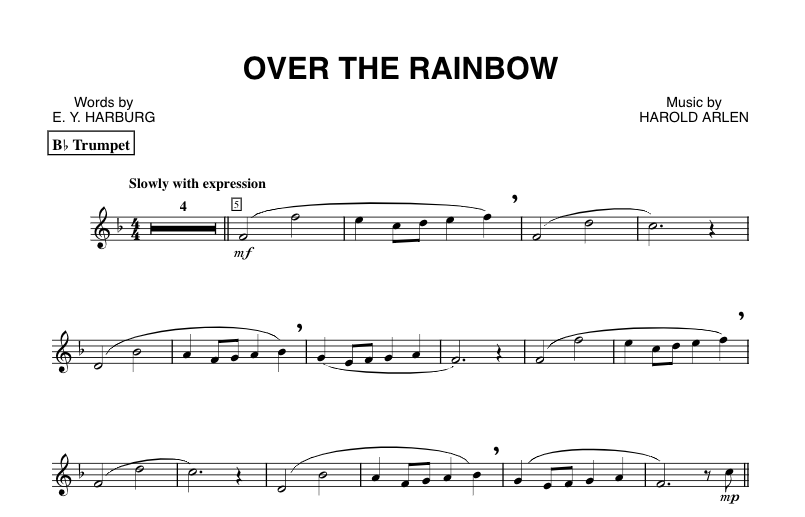 OVER THE RAINBOW
Words by
E. Y. HARBURG
Music by
HAROLD ARLEN
B♭ Trumpet
Slowly with expression
4
5
mf
mp